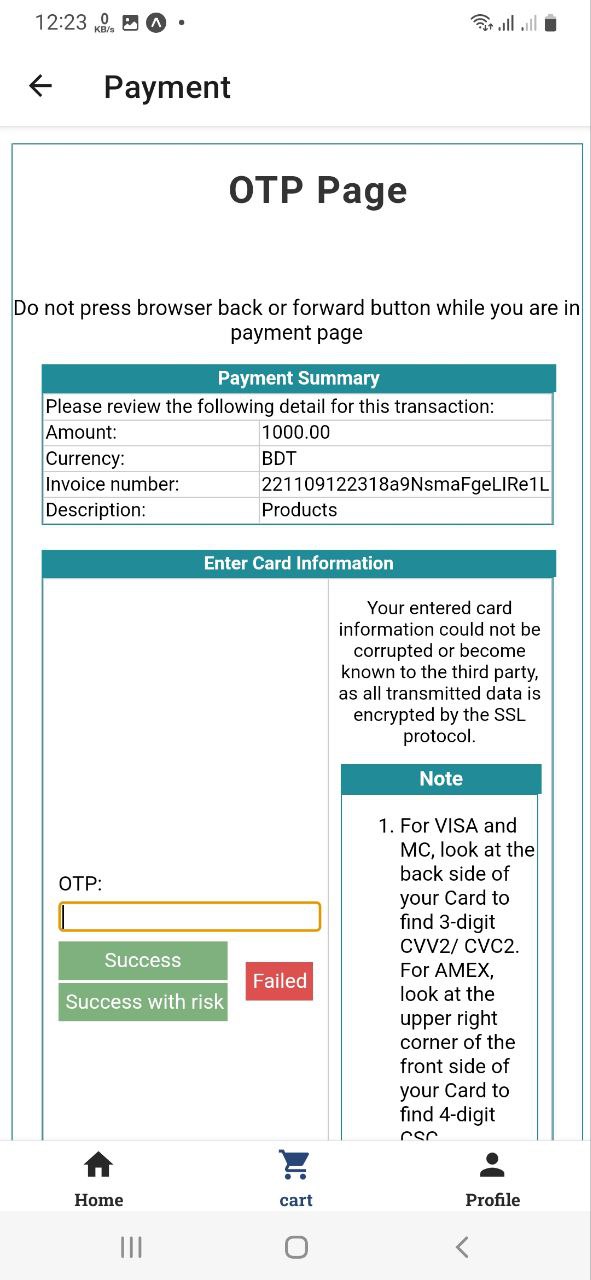 12:23 0 KB/s
Payment
OTP Page
Do not press browser back or forward button while you are in
payment page
Payment Summary
Please review the following detail for this transaction:
Amount: 1000.00
Currency: BDT
Invoice number: 221109122318a9NsmaFgeLIRe1L
Description: Products
Enter Card Information
Your entered card
information could not be
corrupted or become
known to the third party,
as all transmitted data is
encrypted by the SSL
protocol.
Note
1. For VISA and
MC, look at the
back side of
your Card to
find 3-digit
CVV2/ CVC2.
For AMEX,
look at the
upper right
corner of the
front side of
your Card to
find 4-digit
CSC
OTP:
Success
Failed
Success with risk
Home
cart
Profile